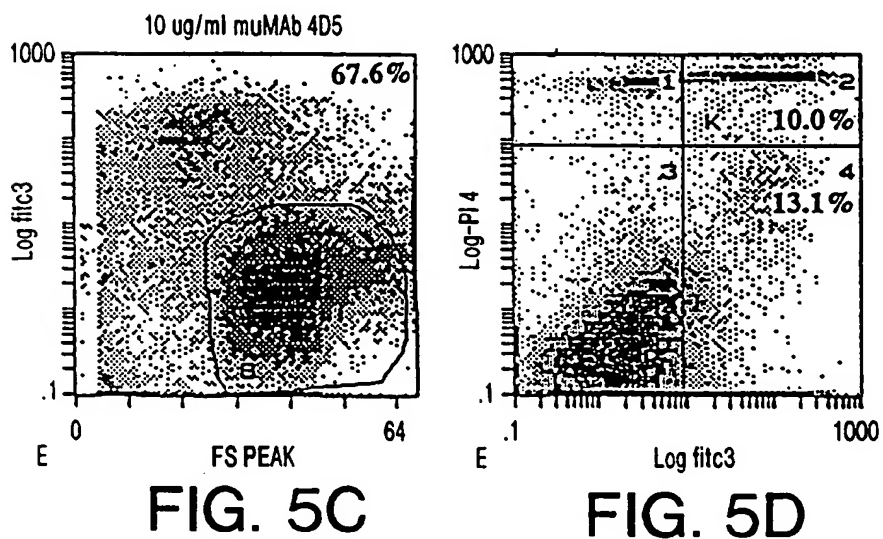 10 ug/ml muMAb 4D5
1000
67.6%
Log fitc3
B
.1
0
64
E
FS PEAK
FIG. 5C
1000
1
2
K
10.0%
3
4
13.1%
Log-PI 4
.1
.1
1000
E
Log fitc3
FIG. 5D